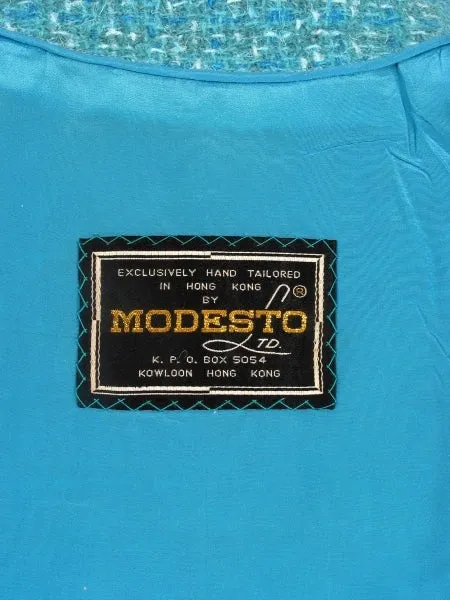 EXCLUSIVELY HAND TAILORED
IN HONG KONG
BY
MODESTO ®
LTD.
K. P. O. BOX 5054
KOWLOON HONG KONG